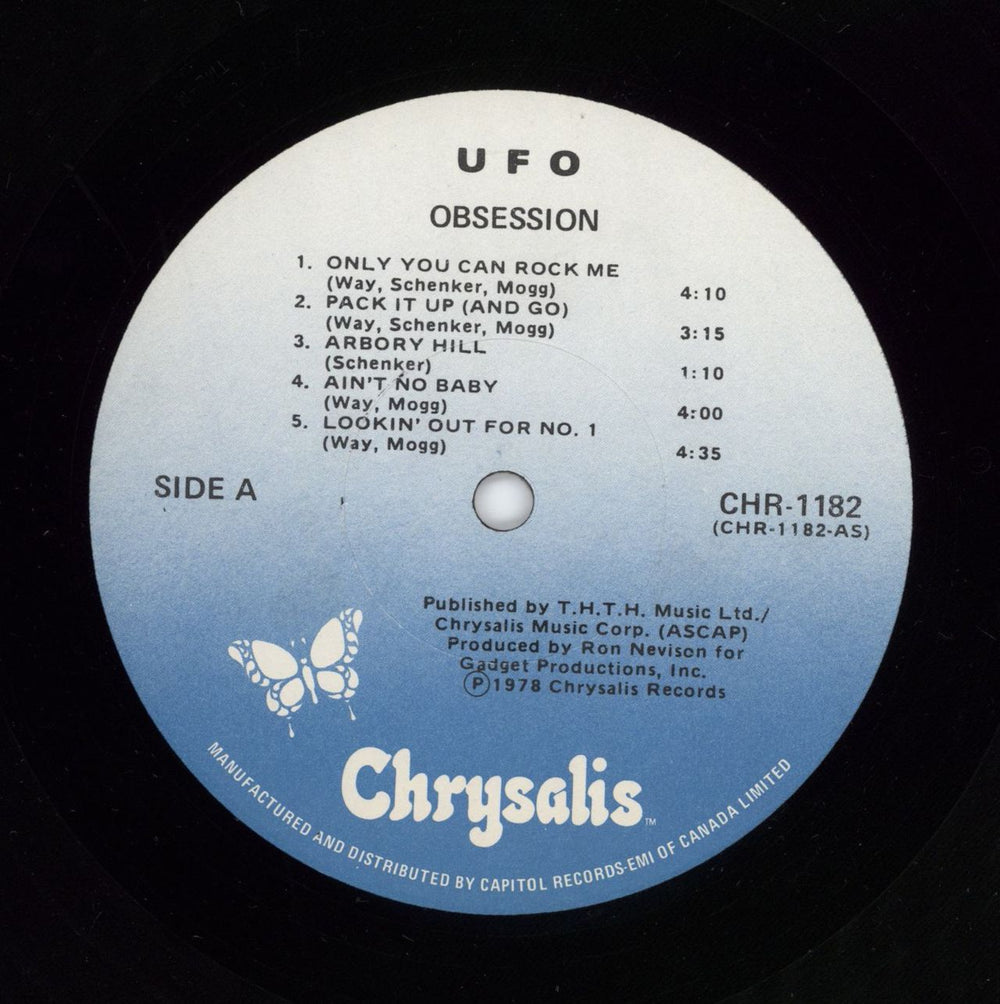 UFO
OBSESSION
1. ONLY YOU CAN ROCK ME
(Way, Schenker, Mogg) 4:10
2. PACK IT UP (AND GO)
(Way, Schenker, Mogg) 3:15
3. ARBORY HILL
(Schenker) 1:10
4. AIN'T NO BABY
(Way, Mogg) 4:00
5. LOOKIN' OUT FOR NO. 1
(Way, Mogg) 4:35
SIDE A
CHR-1182
(CHR-1182-AS)
Published by T.H.T.H. Music Ltd./
Chrysalis Music Corp. (ASCAP)
Produced by Ron Nevison for
Gadget Productions, Inc.
Ⓟ1978 Chrysalis Records
Chrysalis™
MANUFACTURED AND DISTRIBUTED BY CAPITOL RECORDS-EMI OF CANADA LIMITED